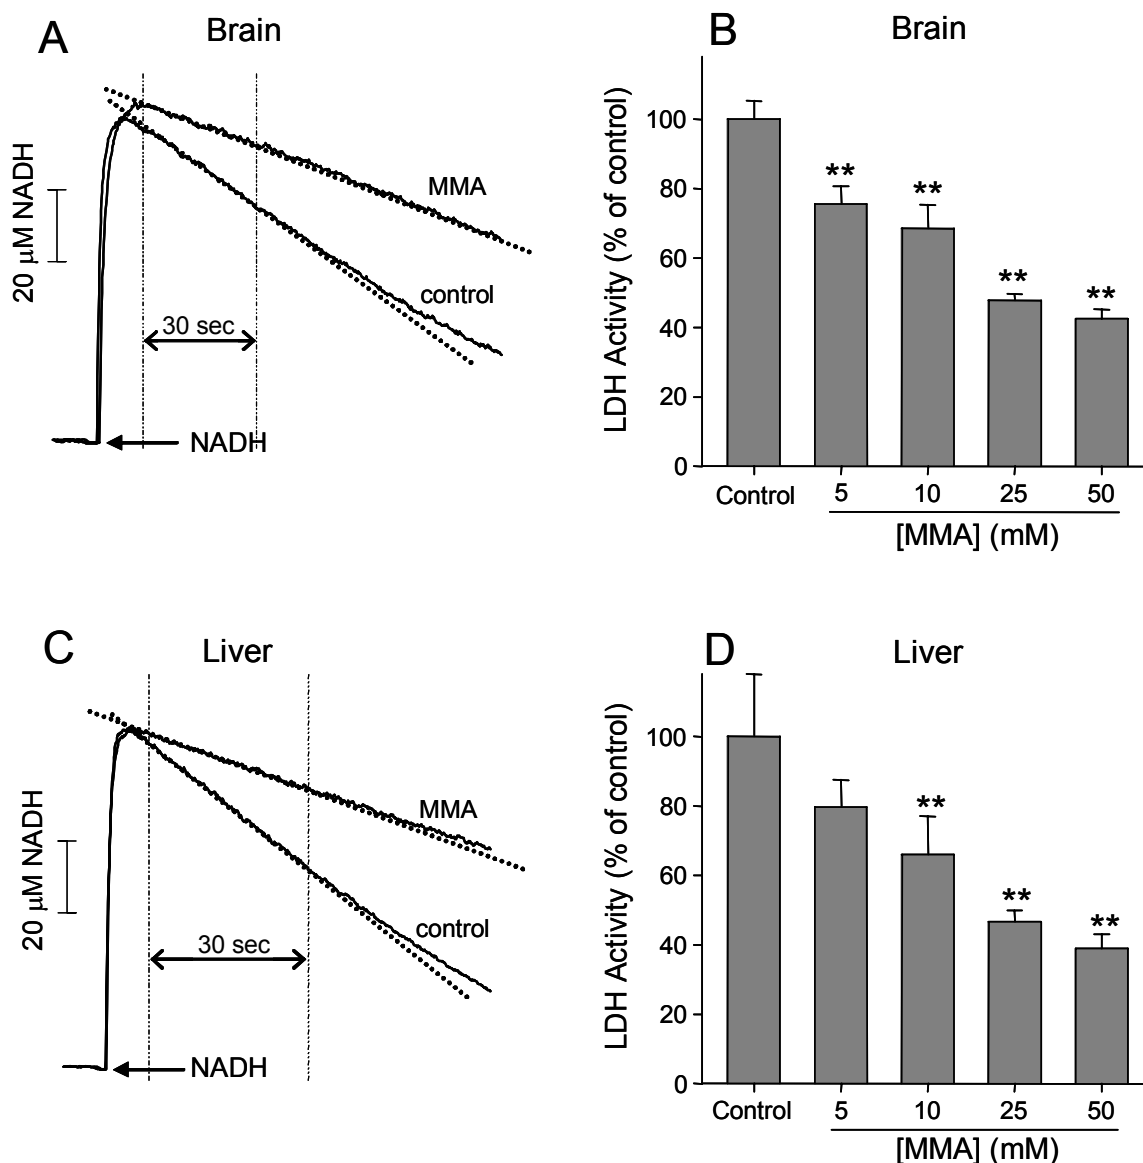 A
Brain
MMA
control
20 μM NADH
30 sec
NADH
B
Brain
LDH Activity (% of control)
100
80
60
40
20
0
**
**
**
**
Control
5
10
25
50
[MMA] (mM)
C
Liver
MMA
control
20 μM NADH
30 sec
NADH
D
Liver
LDH Activity (% of control)
100
80
60
40
20
0
**
**
**
Control
5
10
25
50
[MMA] (mM)